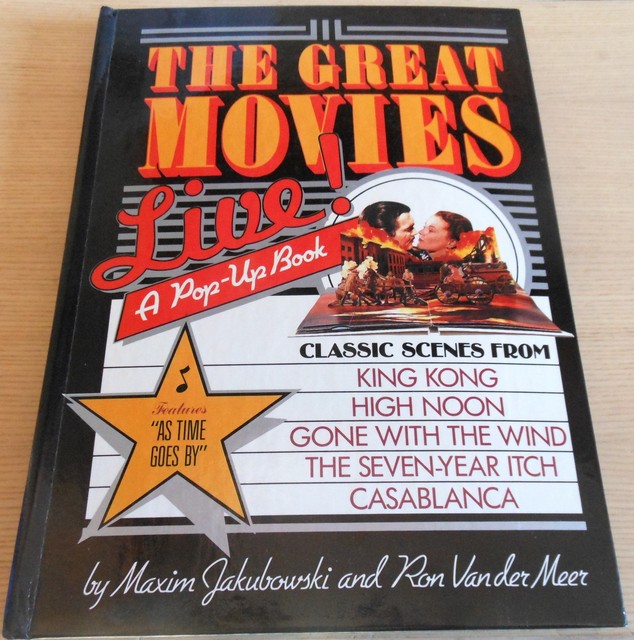 THE GREAT
MOVIES
Live!
A Pop-Up Book
CLASSIC SCENES FROM
KING KONG
HIGH NOON
GONE WITH THE WIND
THE SEVEN-YEAR ITCH
CASABLANCA
Features
"AS TIME
GOES BY"
by Maxim Jakubowski and Ron Van der Meer